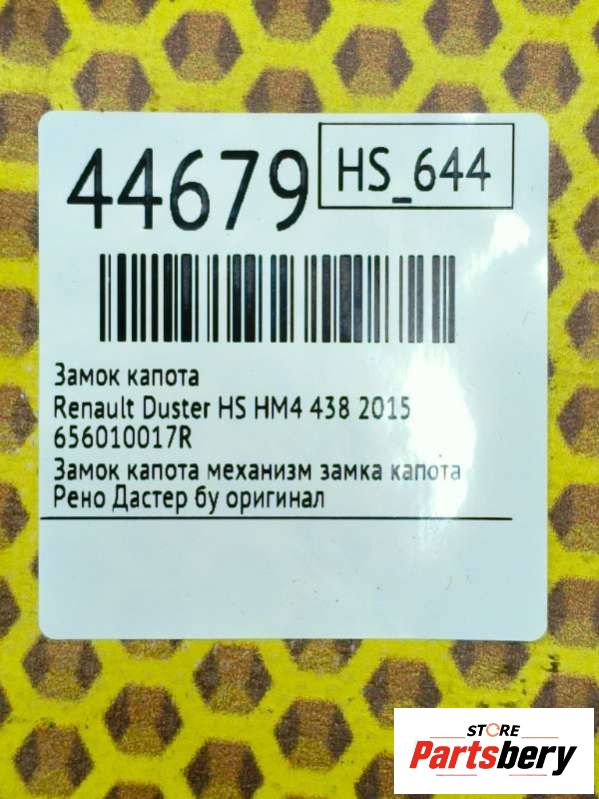 44679
HS_644
Замок капота
Renault Duster HS HM4 438 2015
656010017R
Замок капота механизм замка капота
Рено Дастер бу оригинал
STORE
Partsbery